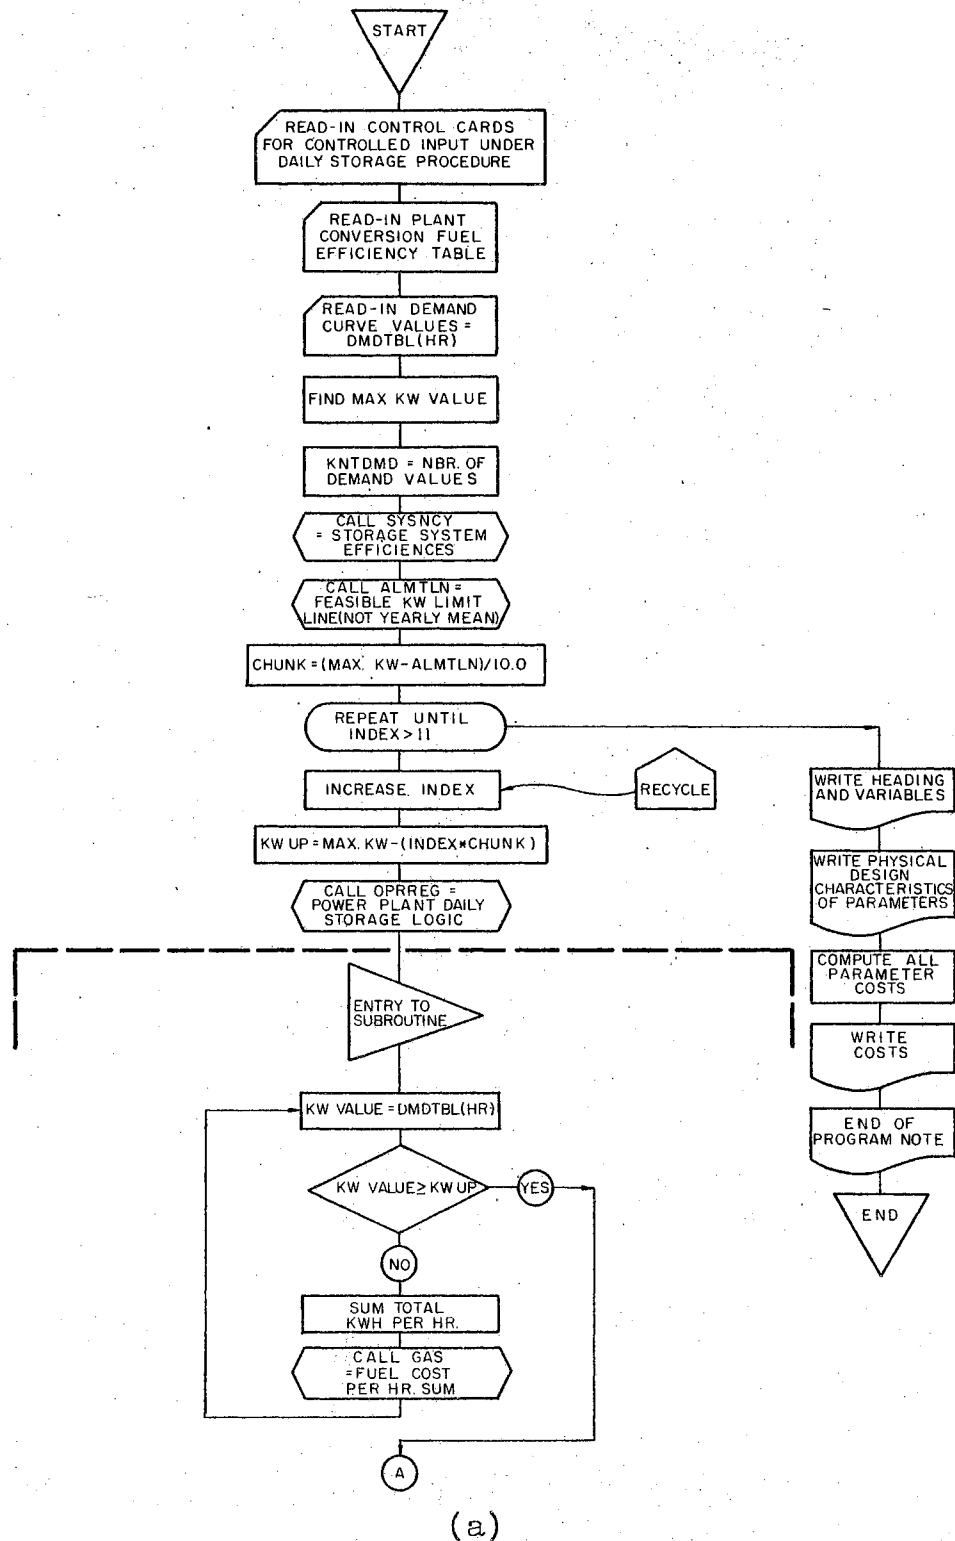 START
READ-IN CONTROL CARDS
FOR CONTROLLED INPUT UNDER
DAILY STORAGE PROCEDURE
READ-IN PLANT
CONVERSION FUEL
EFFICIENCY TABLE
READ-IN DEMAND
CURVE VALUES =
DMDTBL(HR)
FIND MAX KW VALUE
KNTDMD = NBR. OF
DEMAND VALUES
CALL SYSNCY
= STORAGE SYSTEM
EFFICIENCES
CALL ALMTLN =
FEASIBLE KW LIMIT
LINE(NOT YEARLY MEAN)
CHUNK = (MAX. KW-ALMTLN)/10.0
REPEAT UNTIL
INDEX > 11
INCREASE INDEX
RECYCLE
KW UP = MAX. KW-(INDEX*CHUNK)
CALL OPRREG =
POWER PLANT DAILY
STORAGE LOGIC
WRITE HEADING
AND VARIABLES
WRITE PHYSICAL
DESIGN
CHARACTERISTICS
OF PARAMETERS
COMPUTE ALL
PARAMETER
COSTS
WRITE
COSTS
END OF
PROGRAM NOTE
END
ENTRY TO
SUBROUTINE
KW VALUE = DMDTBL(HR)
KW VALUE ≥ KW UP
YES
NO
SUM TOTAL
KWH PER HR.
CALL GAS
= FUEL COST
PER HR. SUM
A
(a)